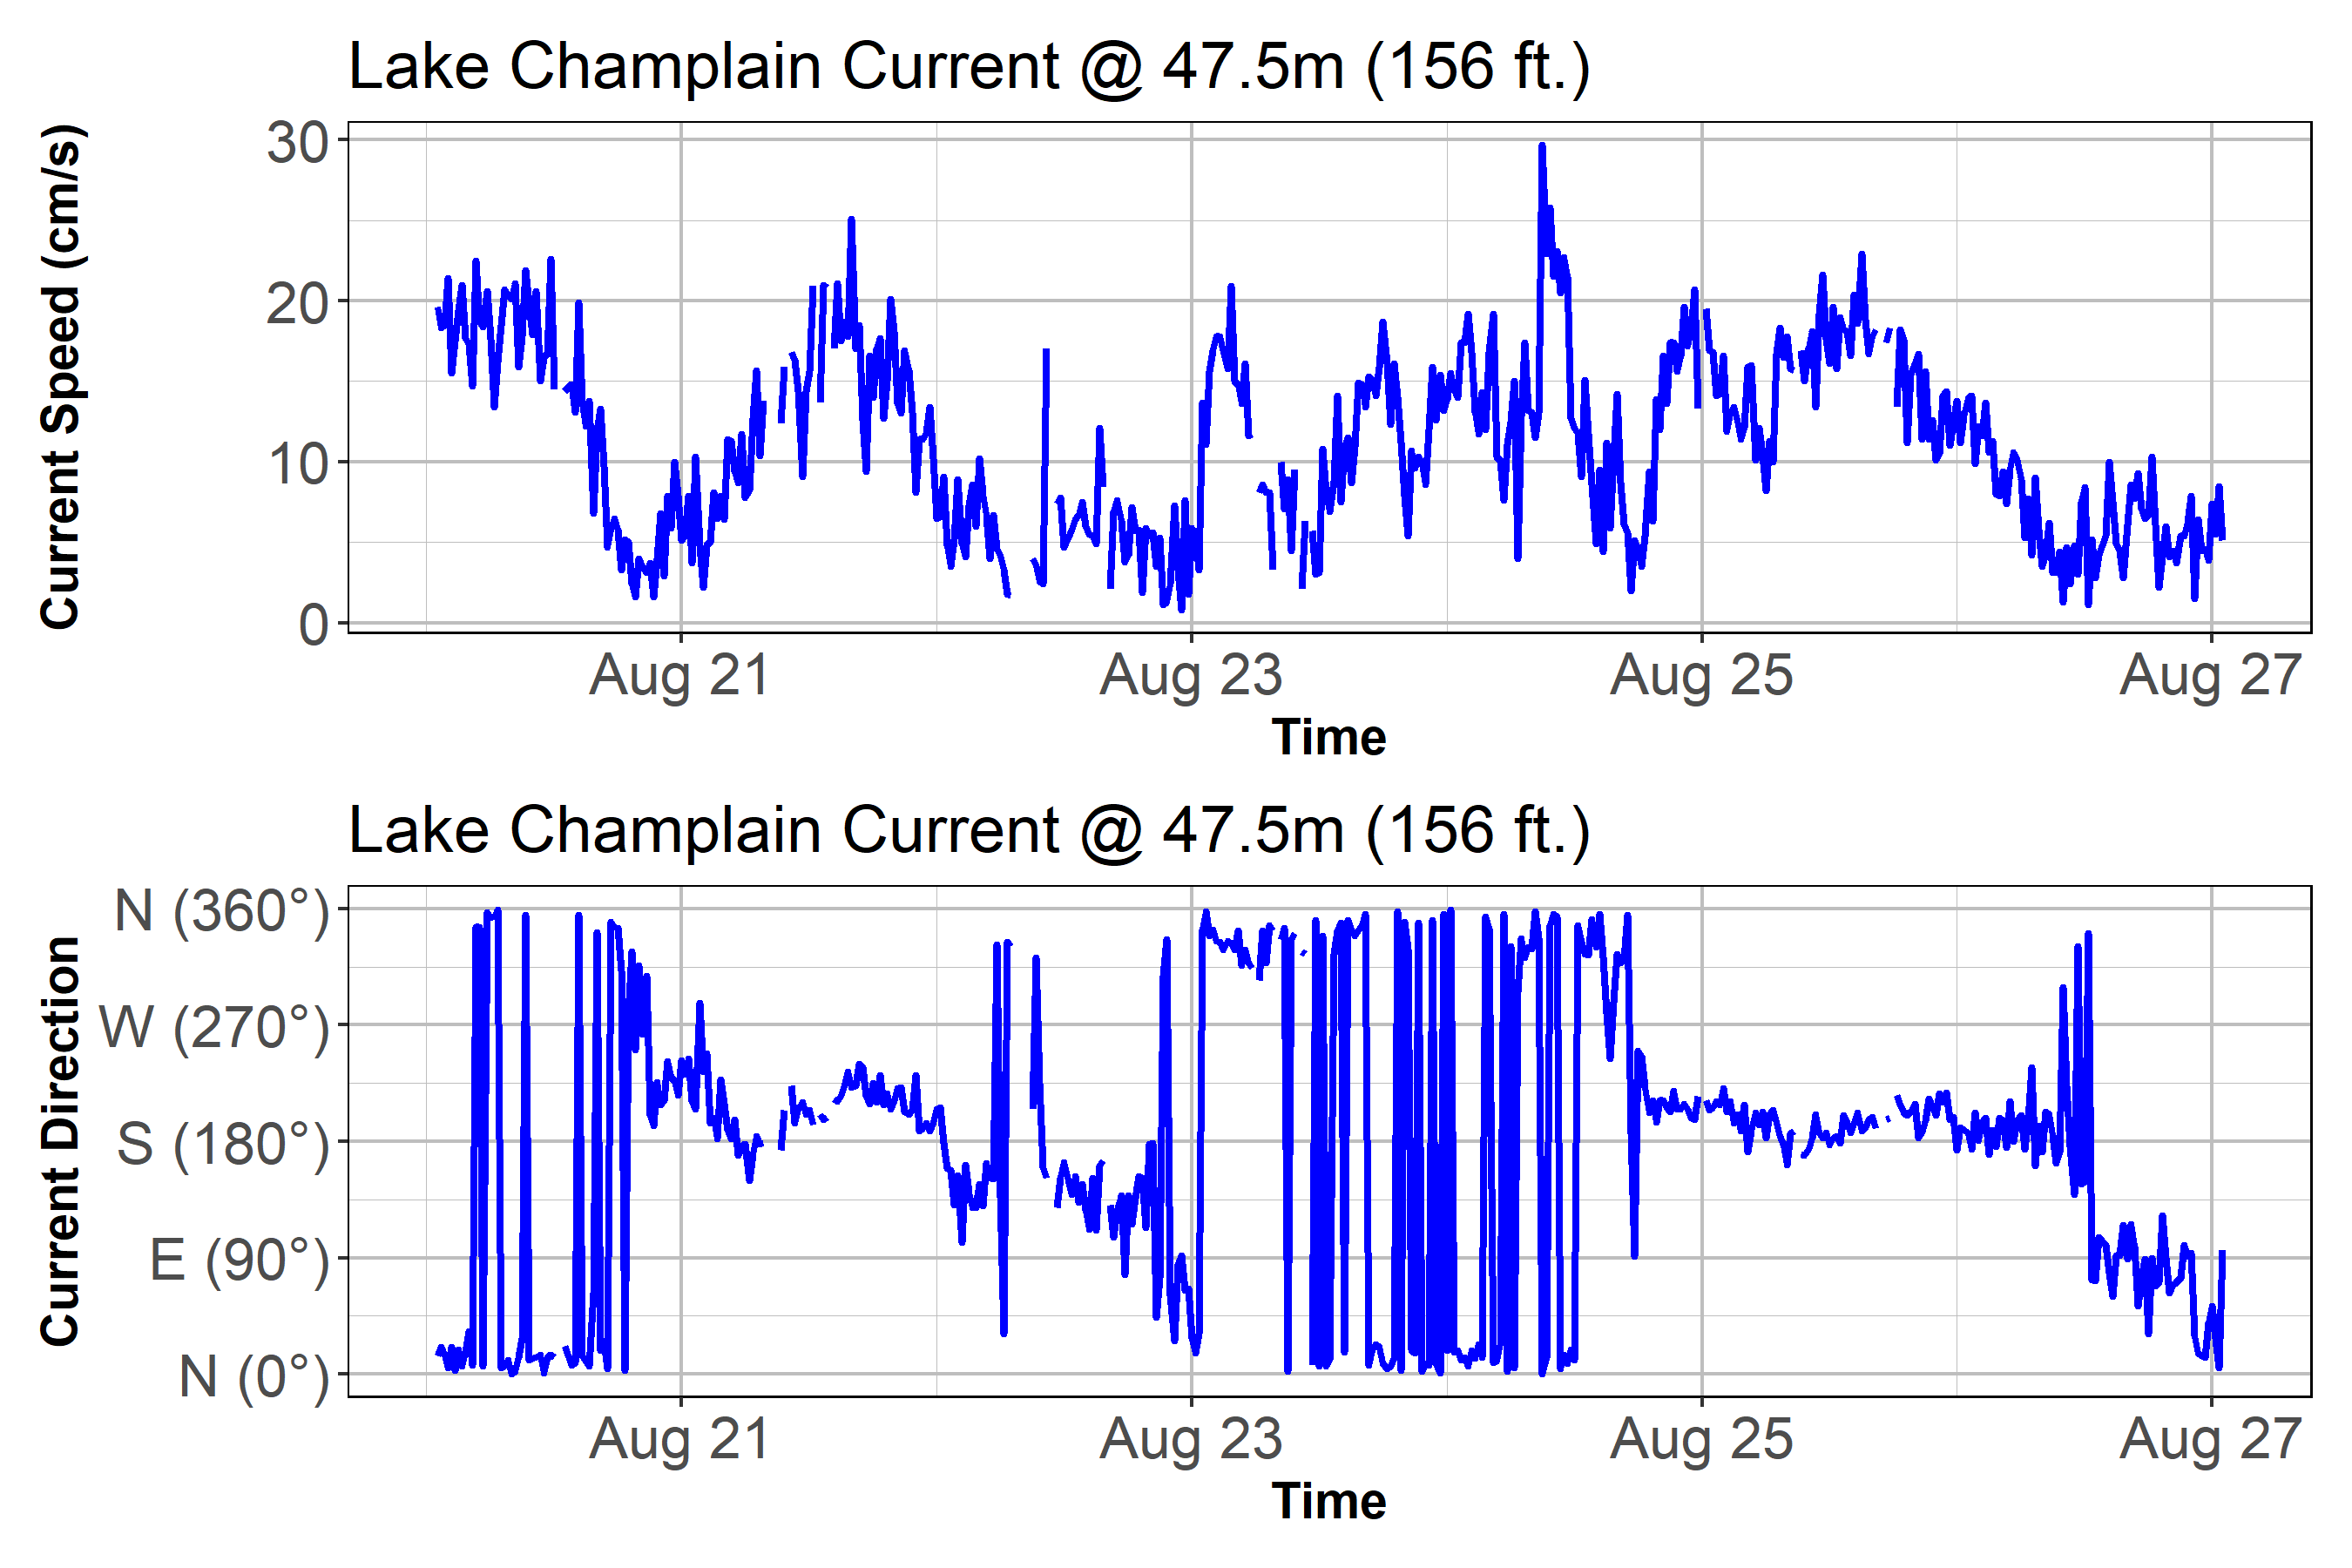 Lake Champlain Current @ 47.5m (156 ft.)
Current Speed (cm/s)
30
20
10
0
Aug 21 Aug 23 Aug 25 Aug 27
Time
Lake Champlain Current @ 47.5m (156 ft.)
Current Direction
N (360°)
W (270°)
S (180°)
E (90°)
N (0°)
Aug 21 Aug 23 Aug 25 Aug 27
Time